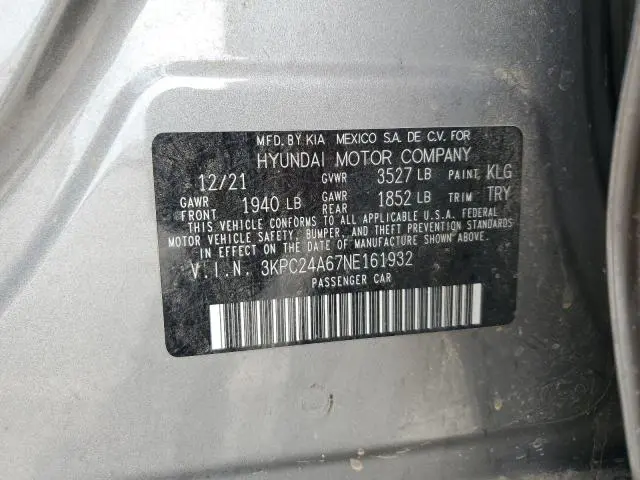 MFD. BY KIA MEXICO S.A. DE C.V. FOR
HYUNDAI MOTOR COMPANY
12/21 GVWR 3527 LB PAINT KLG
GAWR FRONT 1940 LB GAWR REAR 1852 LB TRIM TRY
THIS VEHICLE CONFORMS TO ALL APPLICABLE U.S.A. FEDERAL
MOTOR VEHICLE SAFETY, BUMPER, AND THEFT PREVENTION STANDARDS
IN EFFECT ON THE DATE OF MANUFACTURE SHOWN ABOVE.
V.I.N. 3KPC24A67NE161932
PASSENGER CAR